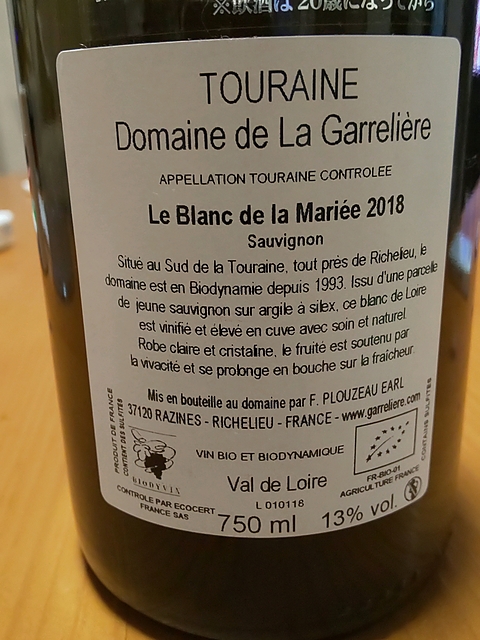 ※飲酒は20歳になってから
TOURAINE
Domaine de La Garrelière
APPELLATION TOURAINE CONTROLEE
Le Blanc de la Mariée 2018
Sauvignon
Situé au Sud de la Touraine, tout près de Richelieu, le
domaine est en Biodynamie depuis 1993. Issu d'une parcelle
de jeune sauvignon sur argile à silex, ce blanc de Loire
est vinifié et élevé en cuve avec soin et naturel.
Robe claire et cristaline, le fruité est soutenu par
la vivacité et se prolonge en bouche sur la fraîcheur.
Mis en bouteille au domaine par F. PLOUZEAU EARL
37120 RAZINES - RICHELIEU - FRANCE - www.garreliere.com
PRODUIT DE FRANCE
CONTIENT DES SULFITES
CONTAINS SULFITES
VIN BIO ET BIODYNAMIQUE
BIODYVIN
Val de Loire
FR-BIO-01
AGRICULTURE FRANCE
CONTROLE PAR ECOCERT
FRANCE SAS
L 010118
750 ml 13% vol.